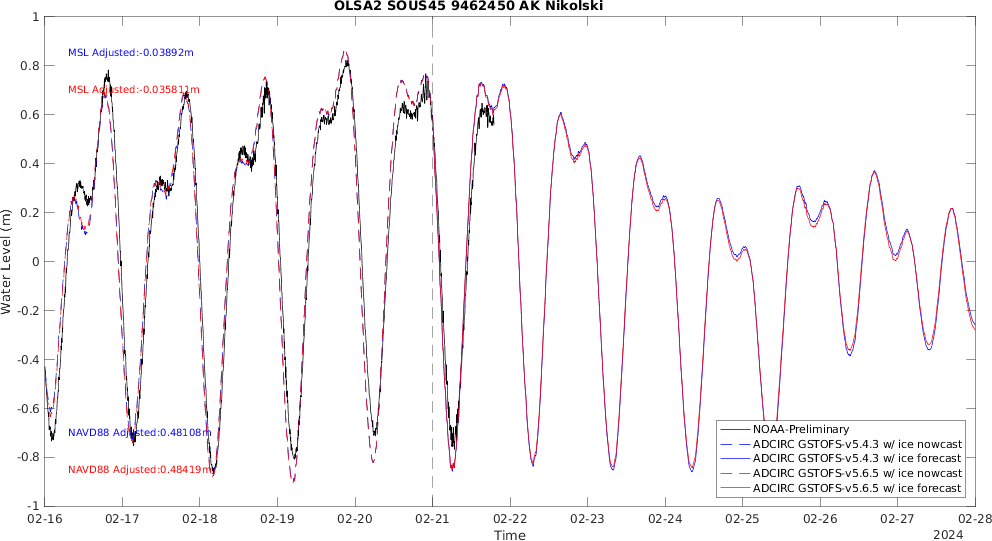 OLSA2 SOUS45 9462450 AK Nikolski
1
0.8
0.6
0.4
0.2
0
-0.2
-0.4
-0.6
-0.8
-1
Water Level (m)
MSL Adjusted:-0.03892m
MSL Adjusted:-0.035811m
NAVD88 Adjusted:0.48108m
NAVD88 Adjusted:0.48419m
NOAA-Preliminary
ADCIRC GSTOFS-v5.4.3 w/ ice nowcast
ADCIRC GSTOFS-v5.4.3 w/ ice forecast
ADCIRC GSTOFS-v5.6.5 w/ ice nowcast
ADCIRC GSTOFS-v5.6.5 w/ ice forecast
02-16 02-17 02-18 02-19 02-20 02-21 02-22 02-23 02-24 02-25 02-26 02-27 02-28
Time
2024